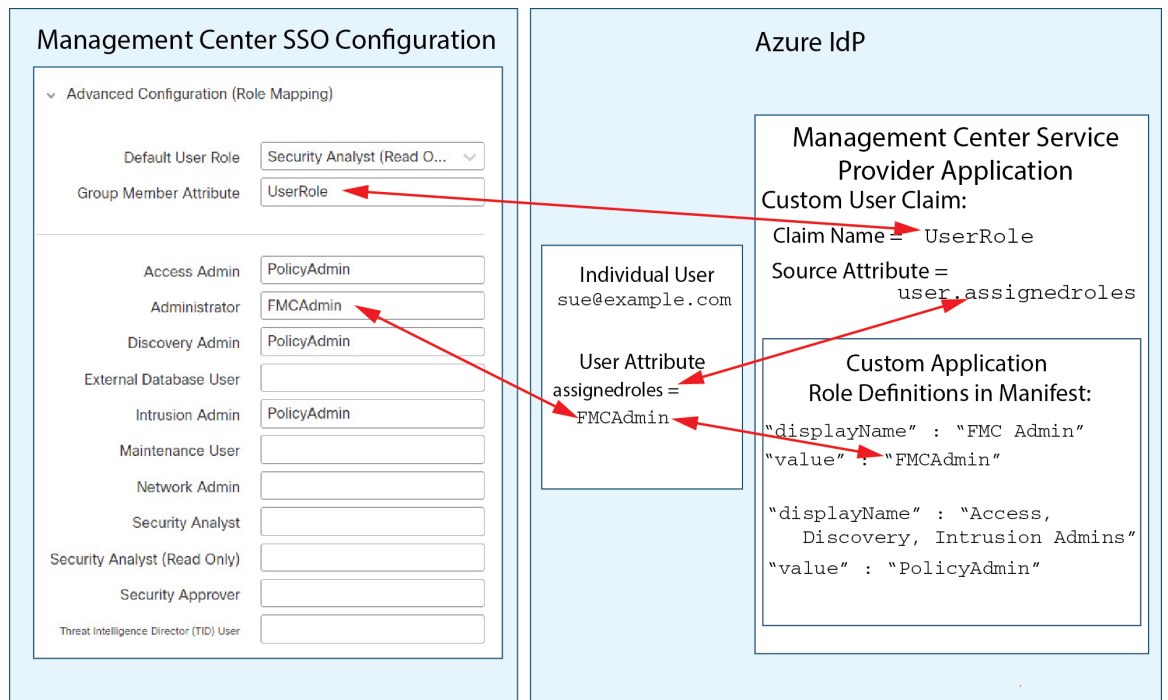 Management Center SSO Configuration
Advanced Configuration (Role Mapping)
Default User Role
Security Analyst (Read O...
Group Member Attribute
UserRole
Access Admin
PolicyAdmin
Administrator
FMCAdmin
Discovery Admin
PolicyAdmin
External Database User
Intrusion Admin
PolicyAdmin
Maintenance User
Network Admin
Security Analyst
Security Analyst (Read Only)
Security Approver
Threat Intelligence Director (TID) User
Azure IdP
Individual User
sue@example.com
User Attribute
assignedroles =
FMCAdmin
Management Center Service
Provider Application
Custom User Claim:
Claim Name = UserRole
Source Attribute =
user.assignedroles
Custom Application
Role Definitions in Manifest:
“displayName” : “FMC Admin”
“value” : “FMCAdmin”
“displayName” : “Access,
Discovery, Intrusion Admins”
“value” : “PolicyAdmin”